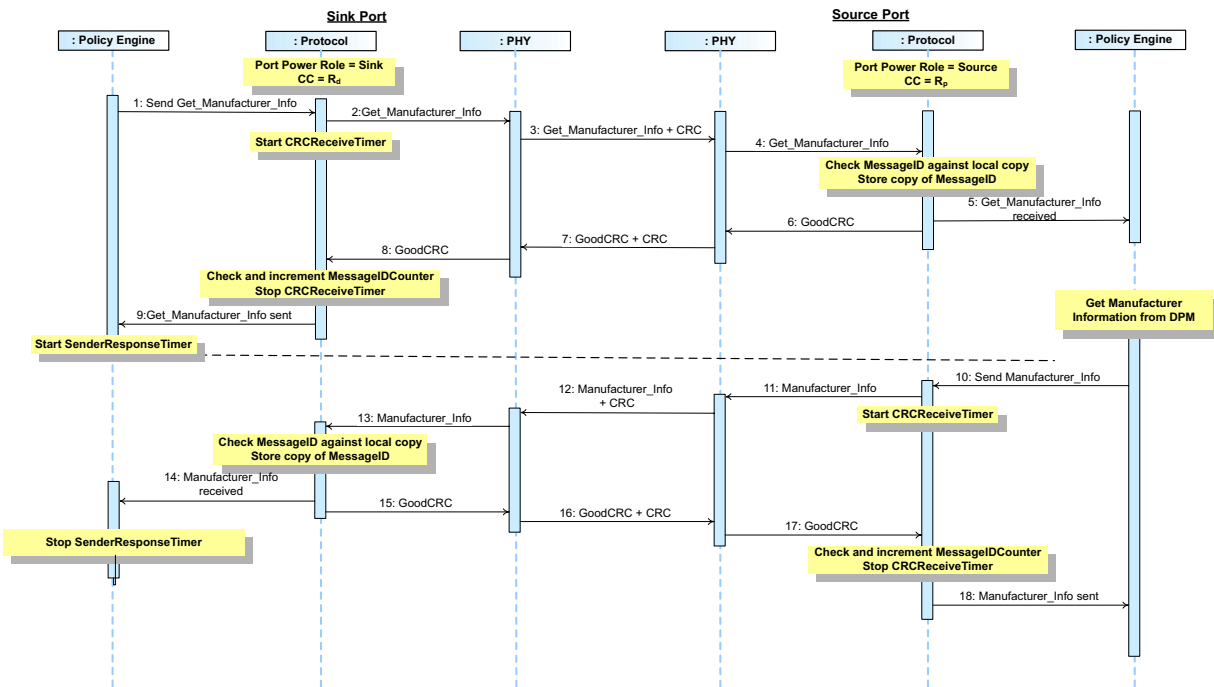 Sink Port
Source Port
: Policy Engine
: Protocol
: PHY
: PHY
: Protocol
: Policy Engine
Port Power Role = Sink
CC = Rd
Port Power Role = Source
CC = Rp
1: Send Get_Manufacturer_Info
2:Get_Manufacturer_Info
Start CRCReceiveTimer
3: Get_Manufacturer_Info + CRC
4: Get_Manufacturer_Info
Check MessageID against local copy
Store copy of MessageID
5: Get_Manufacturer_Info
received
6: GoodCRC
7: GoodCRC + CRC
8: GoodCRC
Check and increment MessageIDCounter
Stop CRCReceiveTimer
9:Get_Manufacturer_Info sent
Start SenderResponseTimer
Get Manufacturer
Information from DPM
10: Send Manufacturer_Info
11: Manufacturer_Info
Start CRCReceiveTimer
12: Manufacturer_Info
+ CRC
13: Manufacturer_Info
Check MessageID against local copy
Store copy of MessageID
14: Manufacturer_Info
received
15: GoodCRC
16: GoodCRC + CRC
17: GoodCRC
Stop SenderResponseTimer
Check and increment MessageIDCounter
Stop CRCReceiveTimer
18: Manufacturer_Info sent